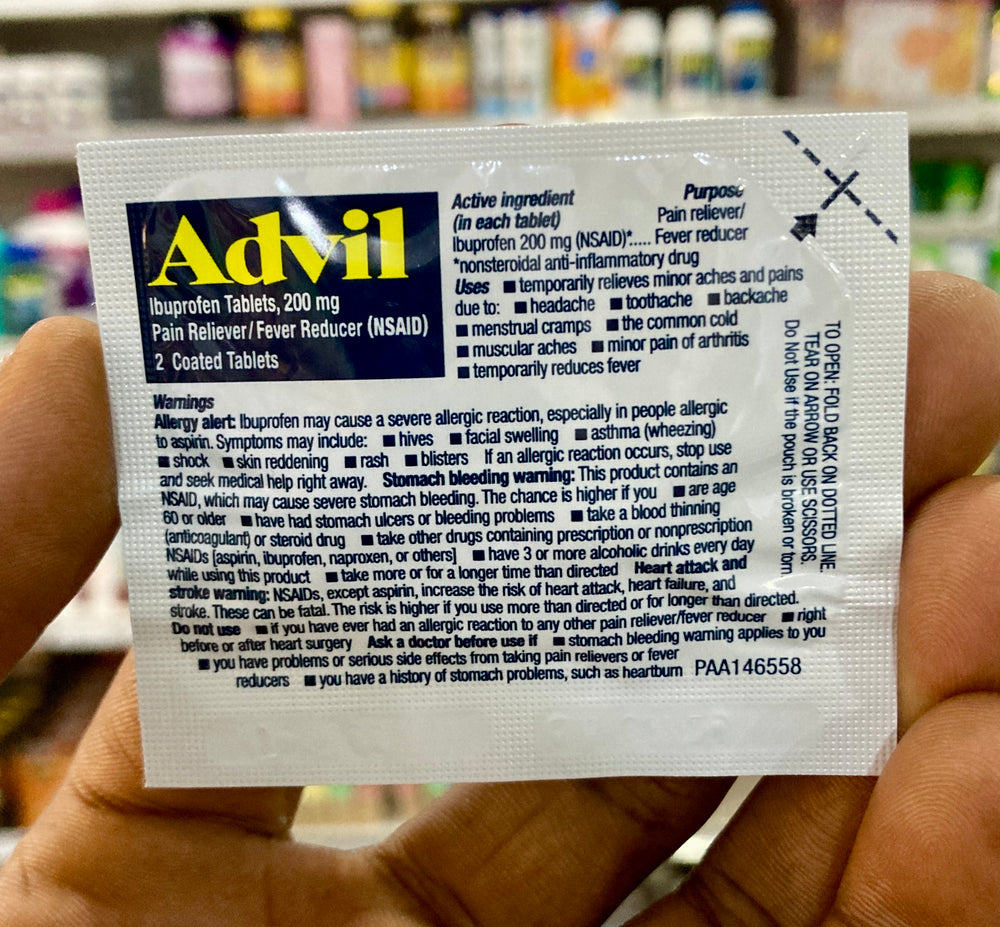 Advil
Ibuprofen Tablets, 200 mg
Pain Reliever/Fever Reducer (NSAID)
2 Coated Tablets
Active ingredient Purpose
(in each tablet) Pain reliever/
Ibuprofen 200 mg (NSAID)*..... Fever reducer
*nonsteroidal anti-inflammatory drug
Uses ■ temporarily relieves minor aches and pains
due to: ■ headache ■ toothache ■ backache
■ menstrual cramps ■ the common cold
■ muscular aches ■ minor pain of arthritis
■ temporarily reduces fever
Warnings
Allergy alert: Ibuprofen may cause a severe allergic reaction, especially in people allergic
to aspirin. Symptoms may include: ■ hives ■ facial swelling ■ asthma (wheezing)
■ shock ■ skin reddening ■ rash ■ blisters If an allergic reaction occurs, stop use
and seek medical help right away. Stomach bleeding warning: This product contains an
NSAID, which may cause severe stomach bleeding. The chance is higher if you ■ are age
60 or older ■ have had stomach ulcers or bleeding problems ■ take a blood thinning
(anticoagulant) or steroid drug ■ take other drugs containing prescription or nonprescription
NSAIDs [aspirin, ibuprofen, naproxen, or others] ■ have 3 or more alcoholic drinks every day
while using this product ■ take more or for a longer time than directed Heart attack and
stroke warning: NSAIDs, except aspirin, increase the risk of heart attack, heart failure, and
stroke. These can be fatal. The risk is higher if you use more than directed or for longer than directed.
Do not use ■ if you have ever had an allergic reaction to any other pain reliever/fever reducer ■ right
before or after heart surgery Ask a doctor before use if ■ stomach bleeding warning applies to you
■ you have problems or serious side effects from taking pain relievers or fever
reducers ■ you have a history of stomach problems, such as heartburn PAA146558
TO OPEN: FOLD BACK ON DOTTED LINE.
TEAR ON ARROW OR USE SCISSORS.
Do Not Use if the pouch is broken or torn